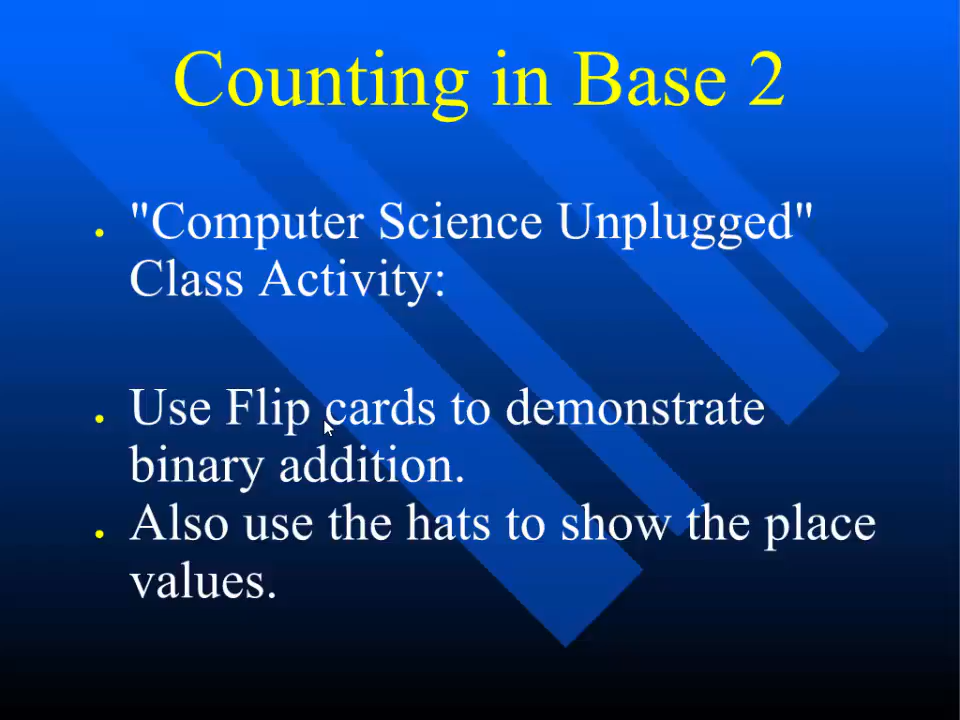 Counting in Base 2
"Computer Science Unplugged"
Class Activity:
Use Flip cards to demonstrate
binary addition.
Also use the hats to show the place
values.